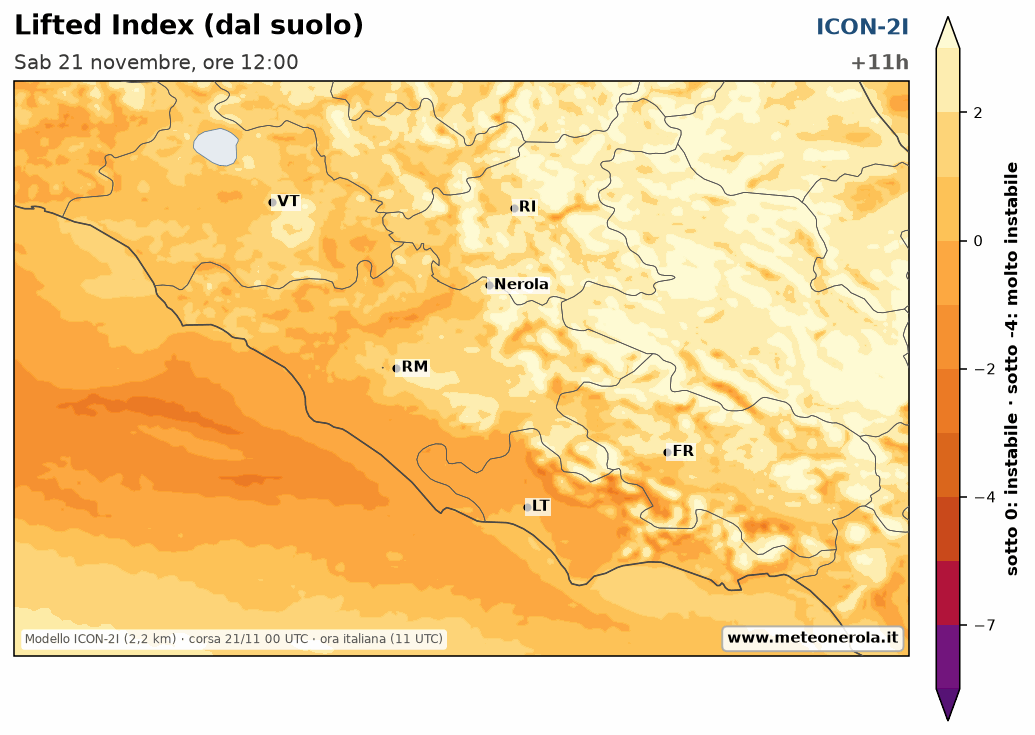 Lifted Index (dal suolo)
ICON-2I
Sab 21 novembre, ore 12:00
+11h
VT
RI
Nerola
RM
FR
LT
Modello ICON-2I (2,2 km) · corsa 21/11 00 UTC · ora italiana (11 UTC)
www.meteonerola.it
2
0
−2
−4
−7
sotto 0: instabile · sotto -4: molto instabile